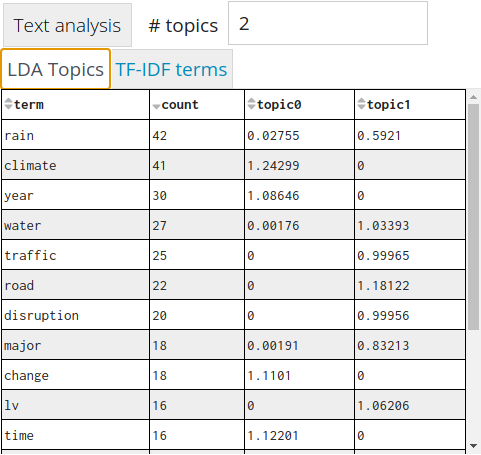 Text analysis # topics 2
LDA Topics TF-IDF terms
term count topic0 topic1
rain 42 0.02755 0.5921
climate 41 1.24299 0
year 30 1.08646 0
water 27 0.00176 1.03393
traffic 25 0 0.99965
road 22 0 1.18122
disruption 20 0 0.99956
major 18 0.00191 0.83213
change 18 1.1101 0
lv 16 0 1.06206
time 16 1.12201 0